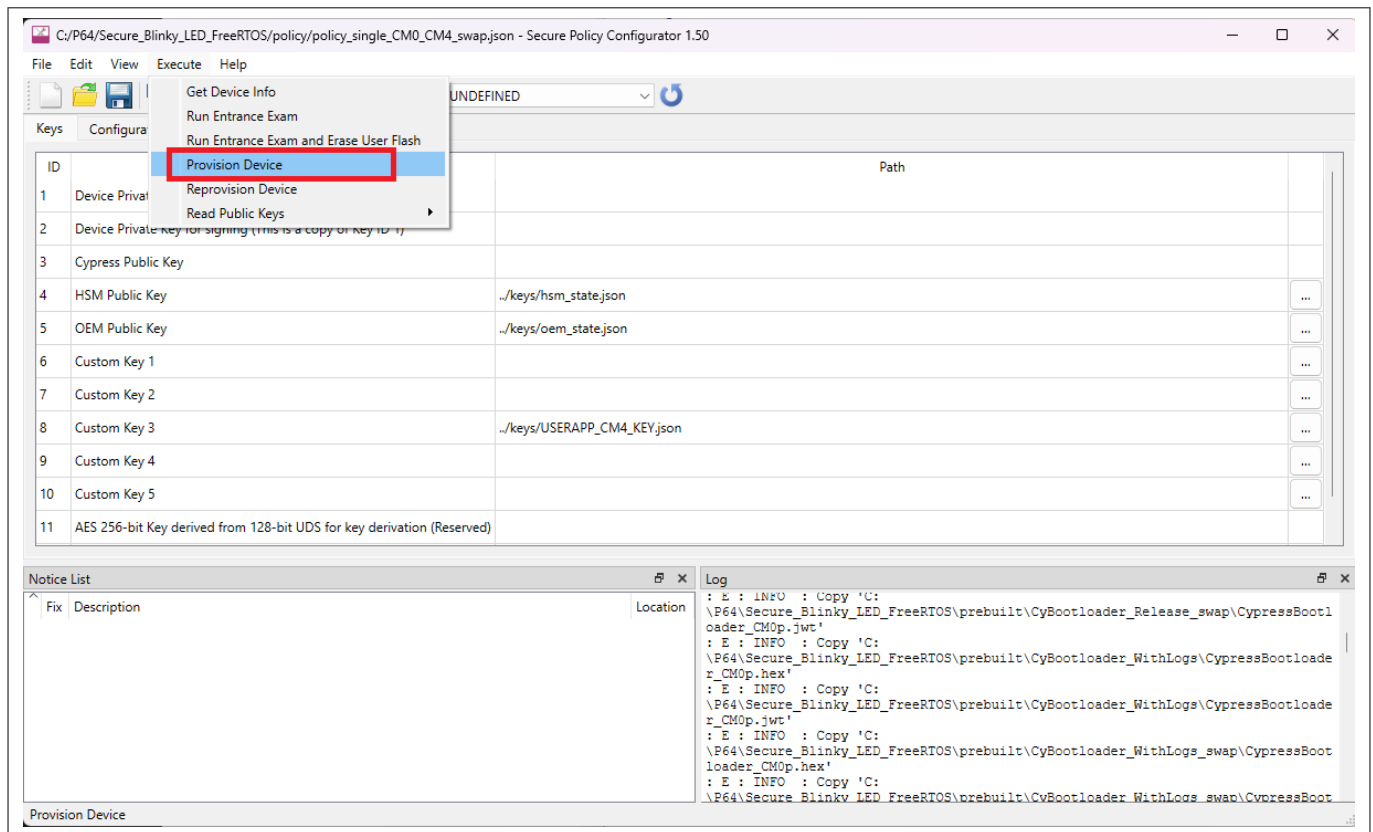 C:/P64/Secure_Blinky_LED_FreeRTOS/policy/policy_single_CM0_CM4_swap.json - Secure Policy Configurator 1.50
File Edit View Execute Help
Get Device Info
UNDEFINED
Run Entrance Exam
Keys Configura
Run Entrance Exam and Erase User Flash
Provision Device
ID Path
Reprovision Device
1 Device Privat
Read Public Keys
2 Device Private Key for signing (This is a copy of Key ID 1)
3 Cypress Public Key
4 HSM Public Key ../keys/hsm_state.json ...
5 OEM Public Key ../keys/oem_state.json ...
6 Custom Key 1 ...
7 Custom Key 2 ...
8 Custom Key 3 ../keys/USERAPP_CM4_KEY.json ...
9 Custom Key 4 ...
10 Custom Key 5 ...
11 AES 256-bit Key derived from 128-bit UDS for key derivation (Reserved)
Notice List
Fix Description Location
Log
: E : INFO : Copy 'C:
\P64\Secure_Blinky_LED_FreeRTOS\prebuilt\CyBootloader_Release_swap\CypressBootl
oader_CM0p.jwt'
: E : INFO : Copy 'C:
\P64\Secure_Blinky_LED_FreeRTOS\prebuilt\CyBootloader_WithLogs\CypressBootloade
r_CM0p.hex'
: E : INFO : Copy 'C:
\P64\Secure_Blinky_LED_FreeRTOS\prebuilt\CyBootloader_WithLogs\CypressBootloade
r_CM0p.jwt'
: E : INFO : Copy 'C:
\P64\Secure_Blinky_LED_FreeRTOS\prebuilt\CyBootloader_WithLogs_swap\CypressBoot
loader_CM0p.hex'
: E : INFO : Copy 'C:
\P64\Secure_Blinky_LED_FreeRTOS\prebuilt\CyBootloader_WithLogs_swap\CypressBoot
Provision Device